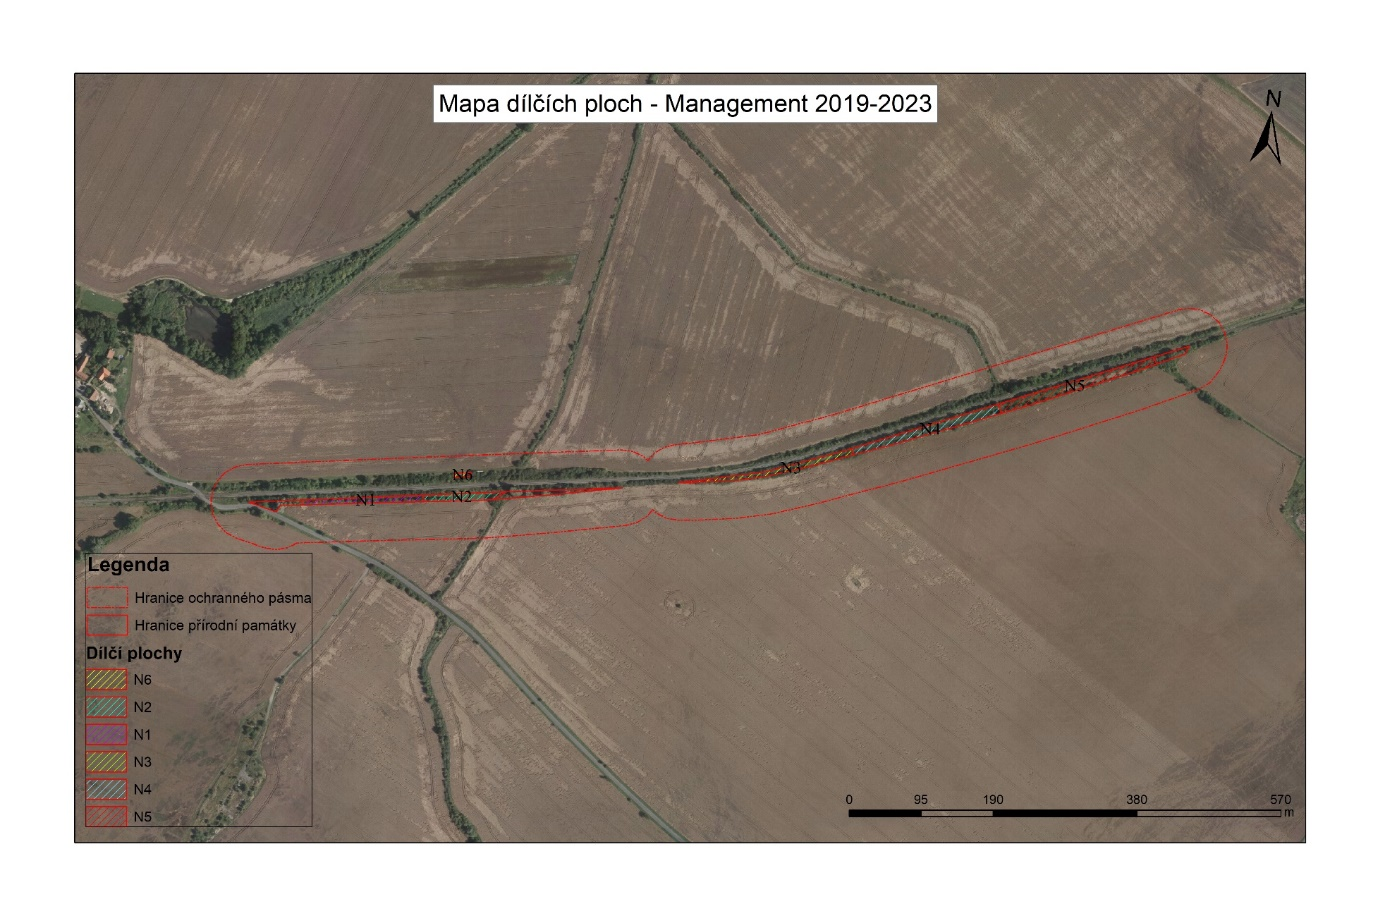 Mapa dílčích ploch - Management 2019-2023
N
N5
N4
N3
N6
N1
N2
Legenda
Hranice ochranného pásma
Hranice přírodní památky
Dílčí plochy
N6
N2
N1
N3
N4
N5
0 95 190 380 570
m